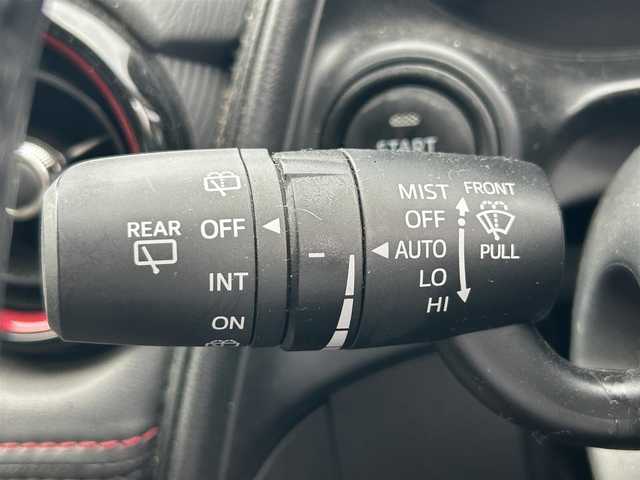 START
REAR
OFF
INT
ON
MIST
OFF
AUTO
LO
HI
FRONT
PULL